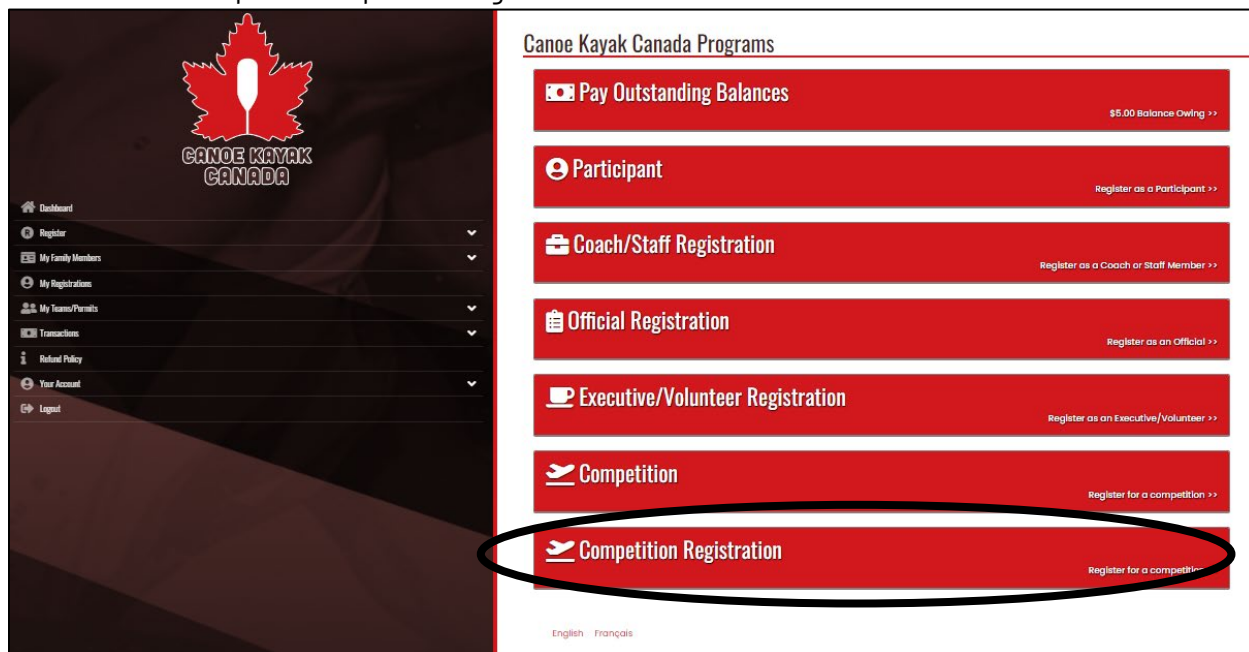 CANOE KAYAK
CANADA
Dashboard
Register
My Family Members
My Registrations
My Teams/Permits
Transactions
Refund Policy
Your Account
Logout
Canoe Kayak Canada Programs
Pay Outstanding Balances
$5.00 Balance Owing >>
Participant
Register as a Participant >>
Coach/Staff Registration
Register as a Coach or Staff Member >>
Official Registration
Register as an Official >>
Executive/Volunteer Registration
Register as an Executive/Volunteer >>
Competition
Register for a competition >>
Competition Registration
Register for a competition
English Français